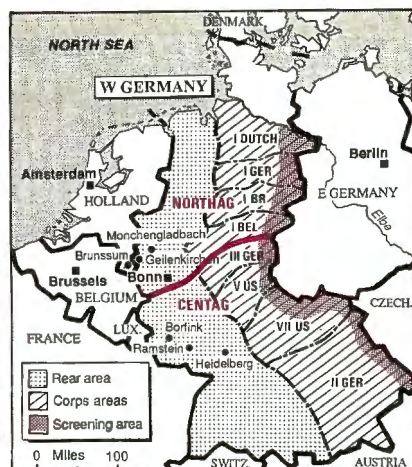 DENMARK
NORTH SEA
W GERMANY
I DUTCH
Berlin
Amsterdam
I GER
E GERMANY
HOLLAND
NORTHAG
I BR
Elbe
Monchengladbach
I BEL
Brunssum
Geilenkirchen
III GER
Bonn
Brussels
V US
BELGIUM
CENTAG
CZECH.
LUX.
Borfink
VII US
FRANCE
Ramstein
Heidelberg
II GER
Rear area
Corps areas
Screening area
0 Miles 100
SWITZ.
AUSTRIA